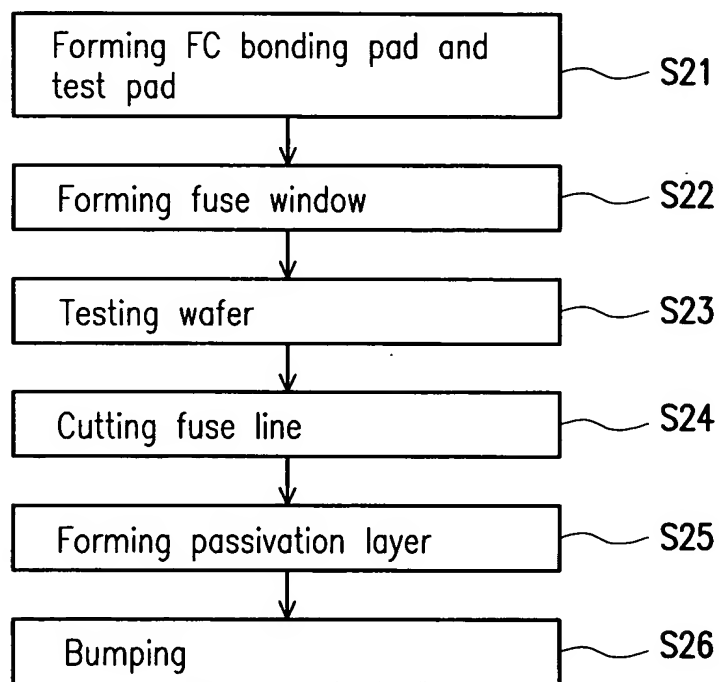 Forming FC bonding pad and
test pad
S21
Forming fuse window
S22
Testing wafer
S23
Cutting fuse line
S24
Forming passivation layer
S25
Bumping
S26